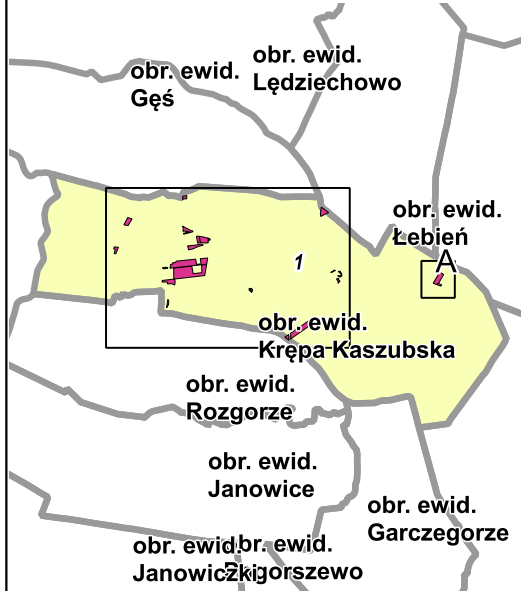 obr. ewid.
Lędziechowo
obr. ewid.
Gęś
obr. ewid.
Łebień
A
1
obr. ewid.
Krępa Kaszubska
obr. ewid.
Rozgorze
obr. ewid.
Janowice
obr. ewid.
Garczegorze
obr. ewid.
Janowiczki
obr. ewid.